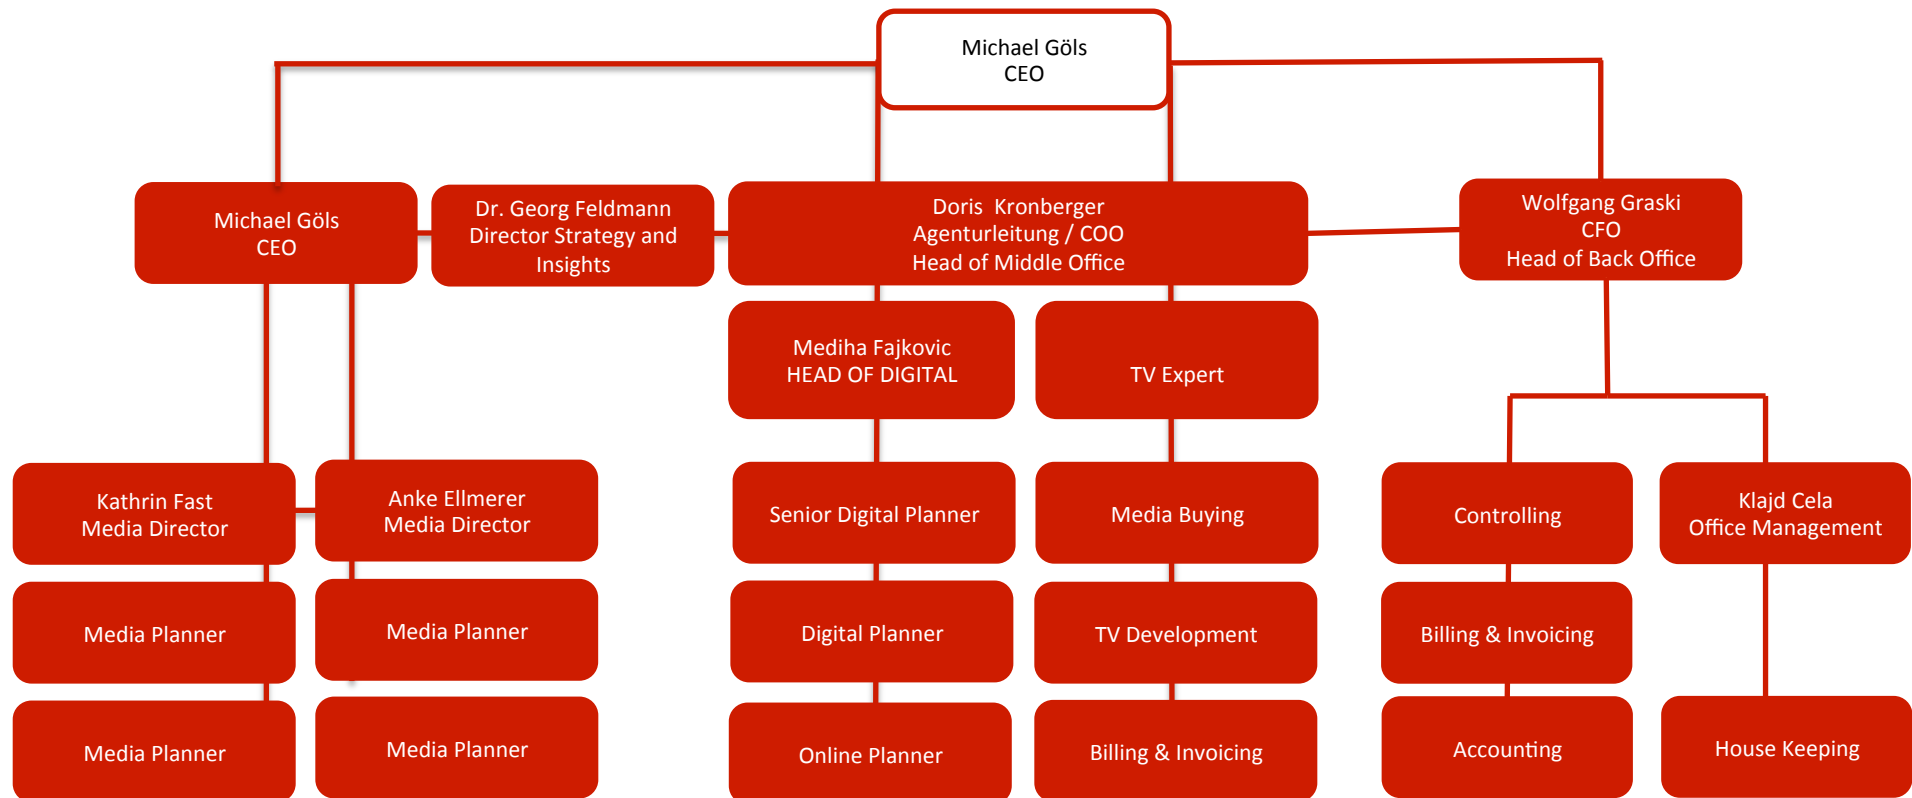 Michael Göls
CEO
Michael Göls
CEO
Dr. Georg Feldmann
Director Strategy and
Insights
Doris Kronberger
Agenturleitung / COO
Head of Middle Office
Wolfgang Graski
CFO
Head of Back Office
Mediha Fajkovic
HEAD OF DIGITAL
TV Expert
Kathrin Fast
Media Director
Anke Ellmerer
Media Director
Senior Digital Planner
Media Buying
Controlling
Klajd Cela
Office Management
Media Planner
Media Planner
Digital Planner
TV Development
Billing & Invoicing
Media Planner
Media Planner
Online Planner
Billing & Invoicing
Accounting
House Keeping